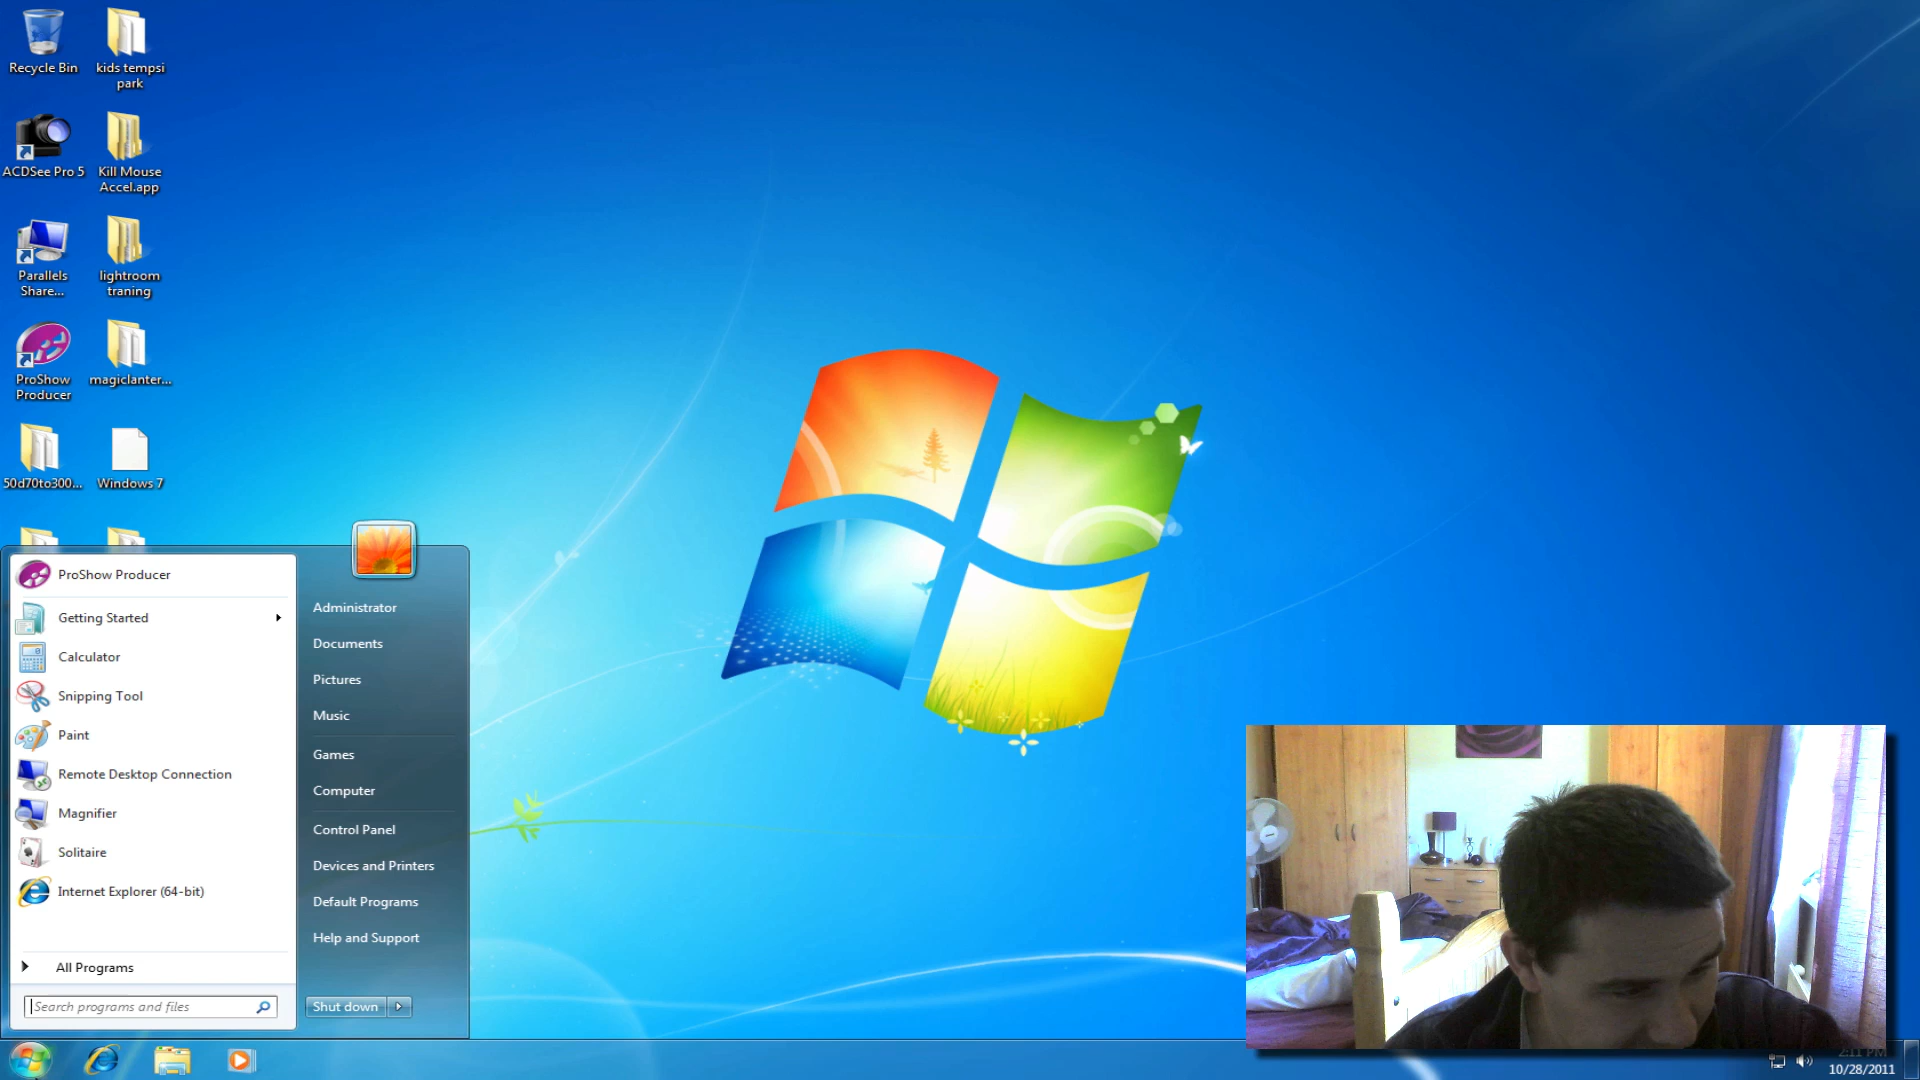 Recycle Bin
kids tempsi
park
ACDSee Pro 5
Kill Mouse
Accel.app
Parallels
Share...
lightroom
traning
ProShow
Producer
magiclanter...
50d70to300...
Windows 7
ProShow Producer
Getting Started
Calculator
Snipping Tool
Paint
Remote Desktop Connection
Magnifier
Solitaire
Internet Explorer (64-bit)
All Programs
Search programs and files
Administrator
Documents
Pictures
Music
Games
Computer
Control Panel
Devices and Printers
Default Programs
Help and Support
Shut down
2:11 PM
10/28/2011